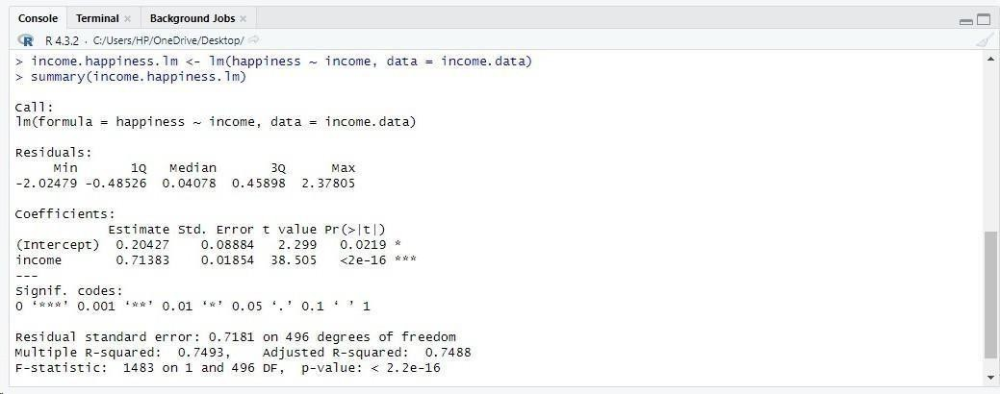 Console Terminal × Background Jobs ×
R R 4.3.2 · C:/Users/HP/OneDrive/Desktop/
> income.happiness.lm <- lm(happiness ~ income, data = income.data)
> summary(income.happiness.lm)
Call:
lm(formula = happiness ~ income, data = income.data)
Residuals:
     Min       1Q   Median       3Q      Max
-2.02479 -0.48526  0.04078  0.45898  2.37805
Coefficients:
            Estimate Std. Error t value Pr(>|t|)
(Intercept)  0.20427    0.08884   2.299   0.0219 *
income       0.71383    0.01854  38.505   <2e-16 ***
---
Signif. codes:
0 ‘***’ 0.001 ‘**’ 0.01 ‘*’ 0.05 ‘.’ 0.1 ‘ ’ 1
Residual standard error: 0.7181 on 496 degrees of freedom
Multiple R-squared:  0.7493,    Adjusted R-squared:  0.7488
F-statistic:  1483 on 1 and 496 DF,  p-value: < 2.2e-16